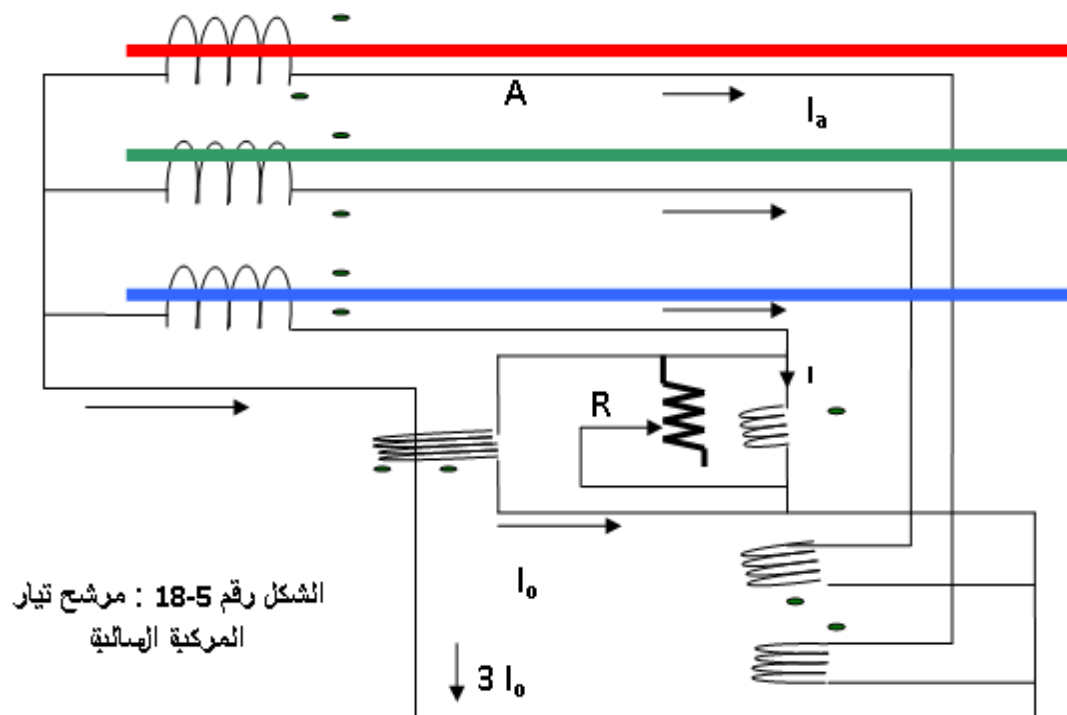 A
Iₐ
I
R
Iₒ
الشكل رقم 5-18 : مرشح تيار
المركبة السالبة
3 Iₒ